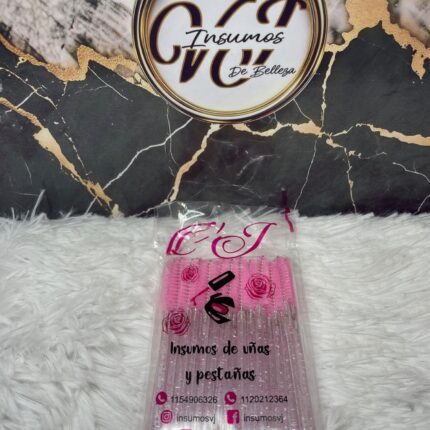 Insumos
De Belleza
Insumos de uñas
y pestañas
1154906326 1120212364
insumosvj insumosvj